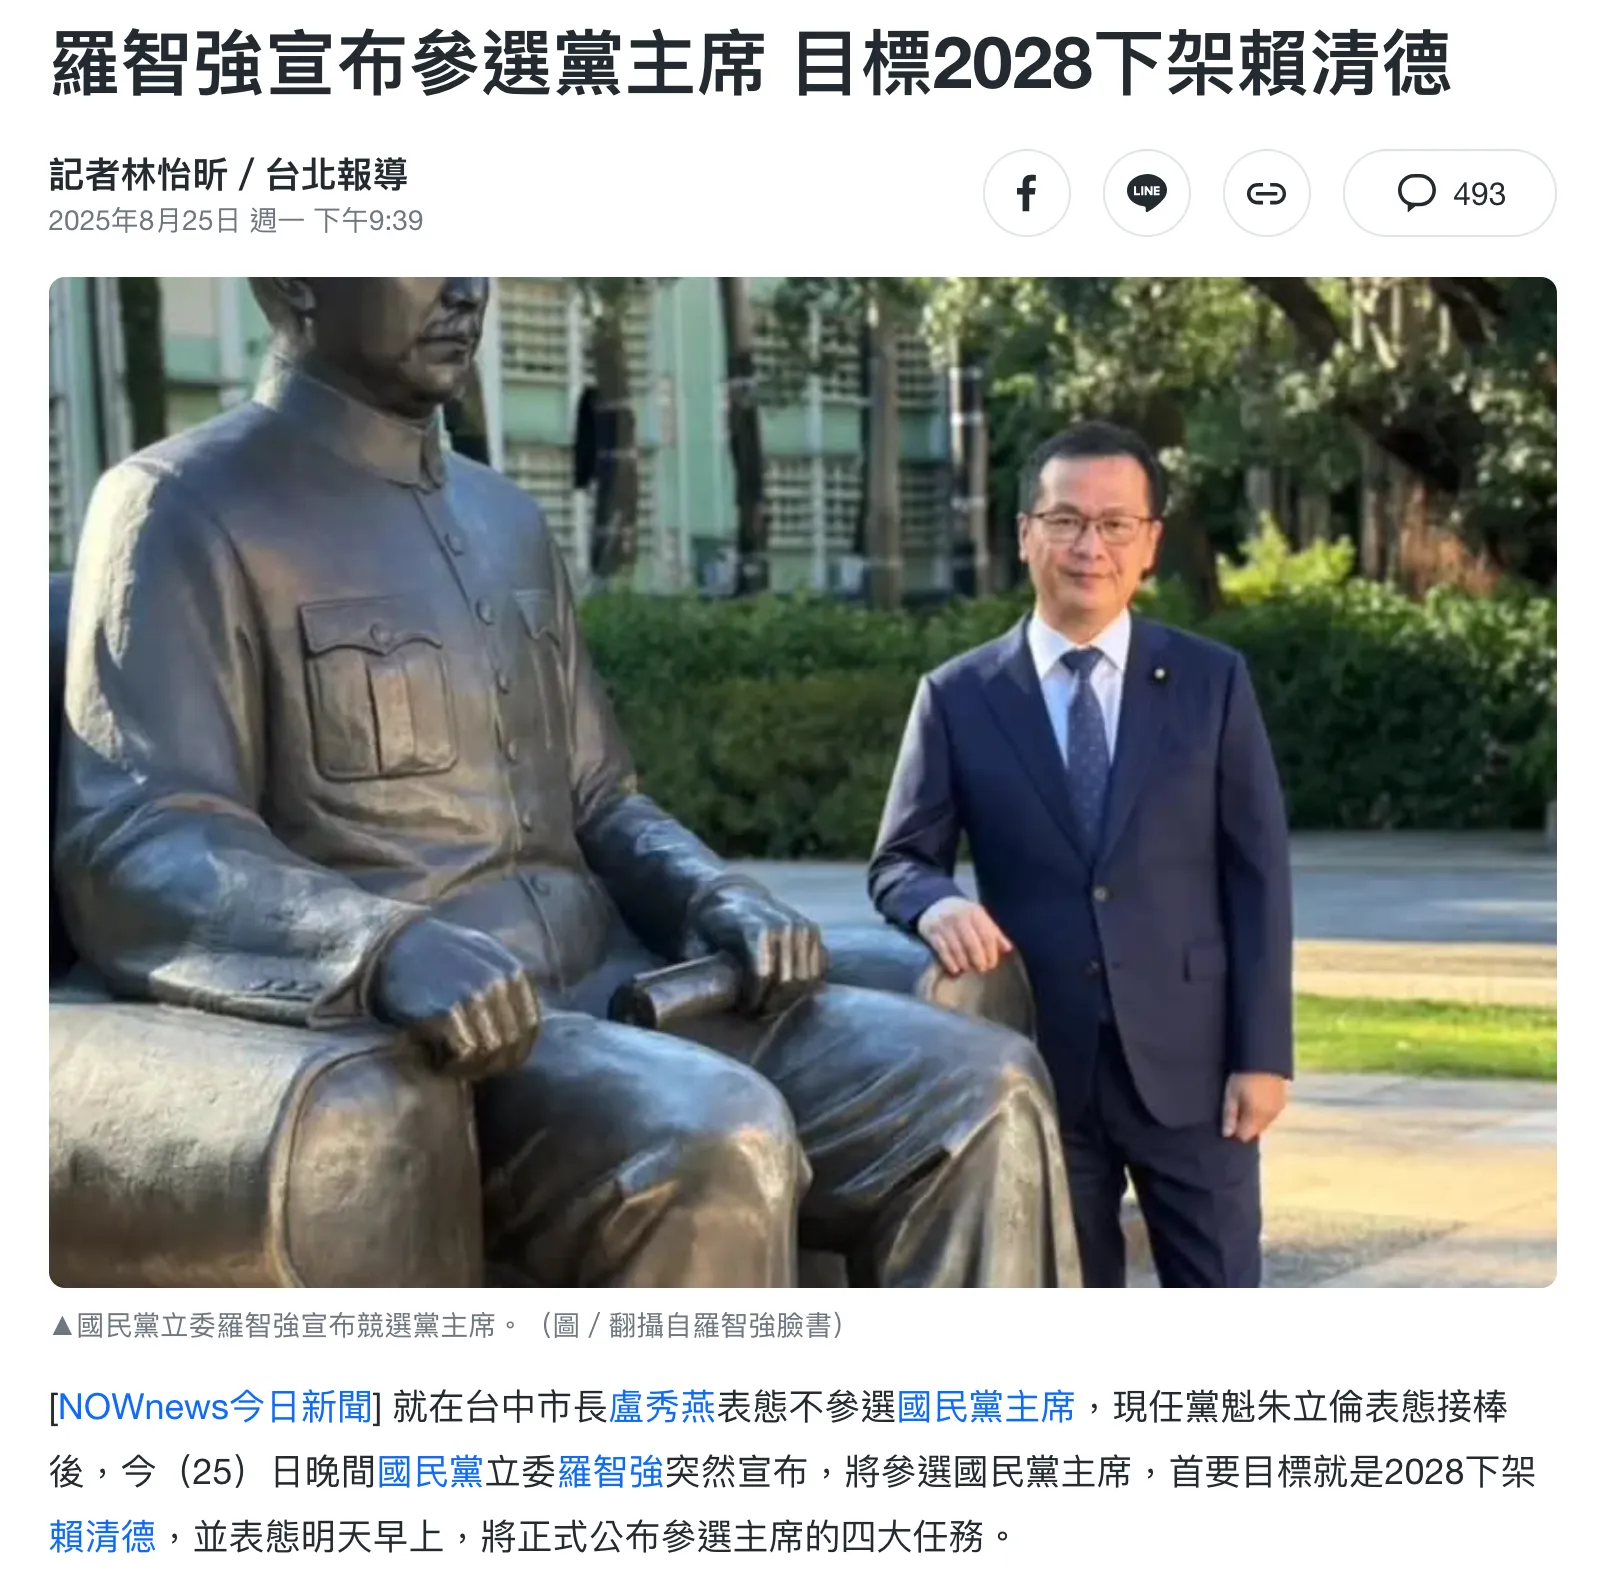 羅智強宣布參選黨主席 目標2028下架賴清德
記者林怡昕 / 台北報導
2025年8月25日 週一 下午9:39
LINE
493
▲國民黨立委羅智強宣布競選黨主席。（圖 / 翻攝自羅智強臉書）
[NOWnews今日新聞] 就在台中市長盧秀燕表態不參選國民黨主席，現任黨魁朱立倫表態接棒
後，今（25）日晚間國民黨立委羅智強突然宣布，將參選國民黨主席，首要目標就是2028下架
賴清德，並表態明天早上，將正式公布參選主席的四大任務。